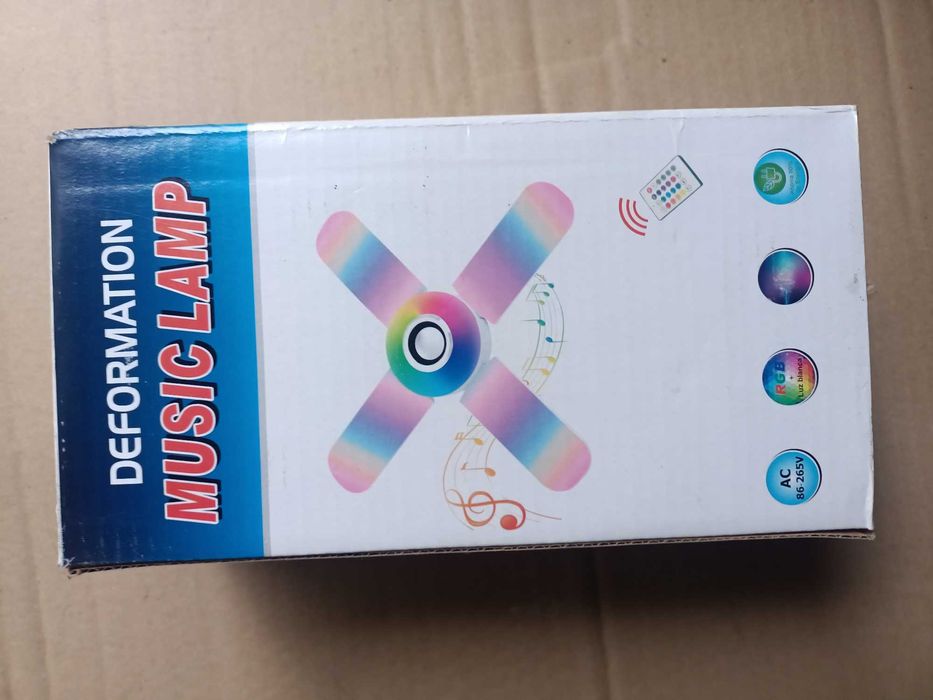 DEFORMATION
MUSIC LAMP
AC
86-265V
RGB
+
Luz blanca